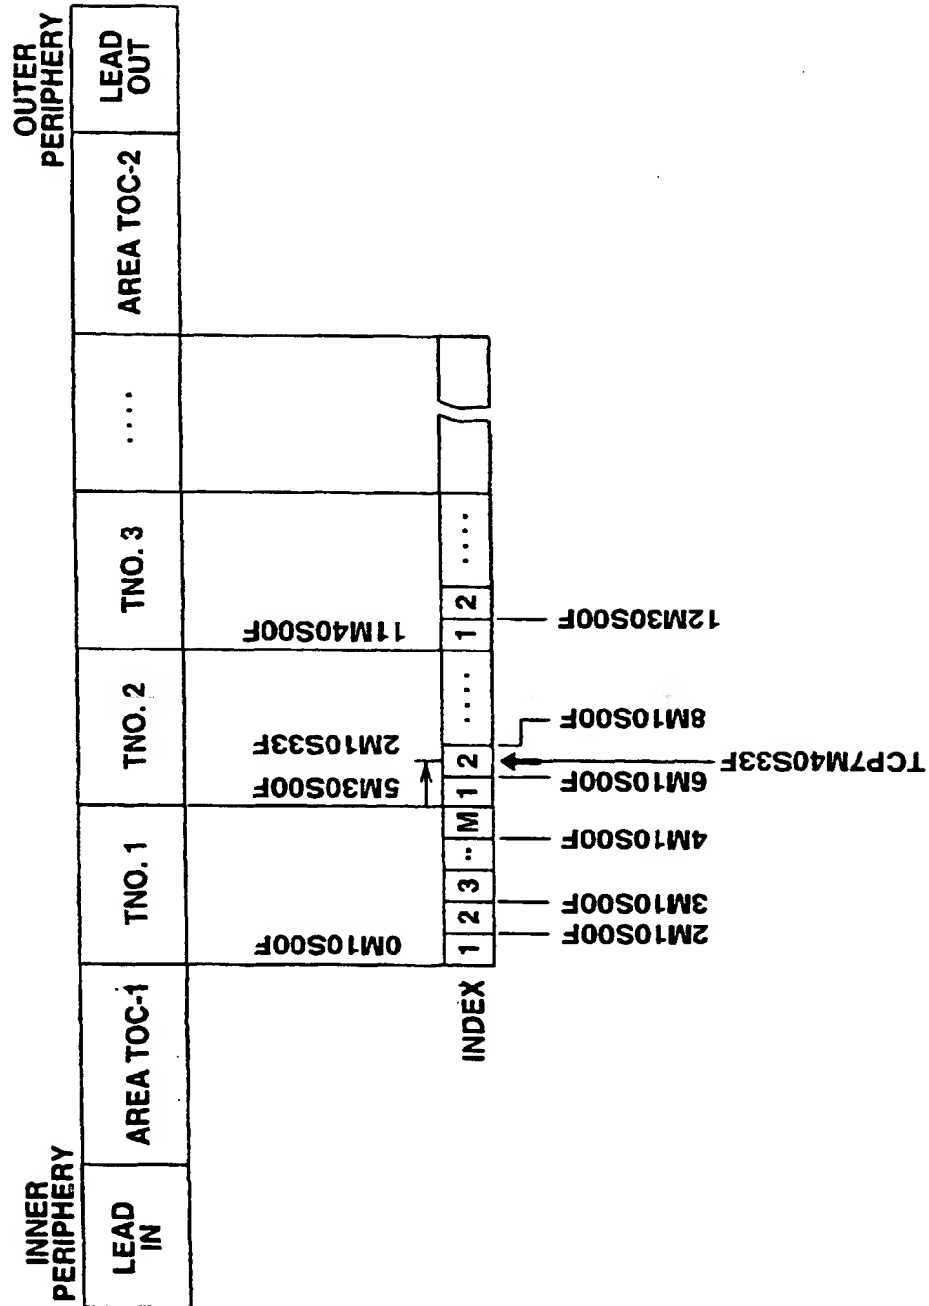 INNER
PERIPHERY
OUTER
PERIPHERY
LEAD
IN
AREA TOC-1
TNO. 1
TNO. 2
TNO. 3
....
AREA TOC-2
LEAD
OUT
0M10S00F
5M30S00F
2M10S33F
11M40S00F
INDEX
1
2
3
..
M
1
2
....
1
2
....
2M10S00F
3M10S00F
4M10S00F
6M10S00F
TCP7M40S33F
8M10S00F
12M30S00F